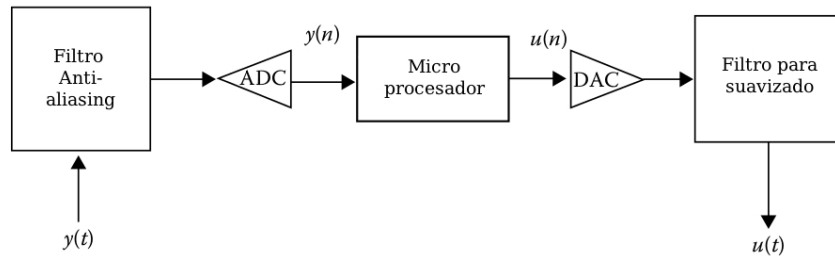 Filtro
Anti-
aliasing
y(t)
ADC
y(n)
Micro
procesador
u(n)
DAC
Filtro para
suavizado
u(t)